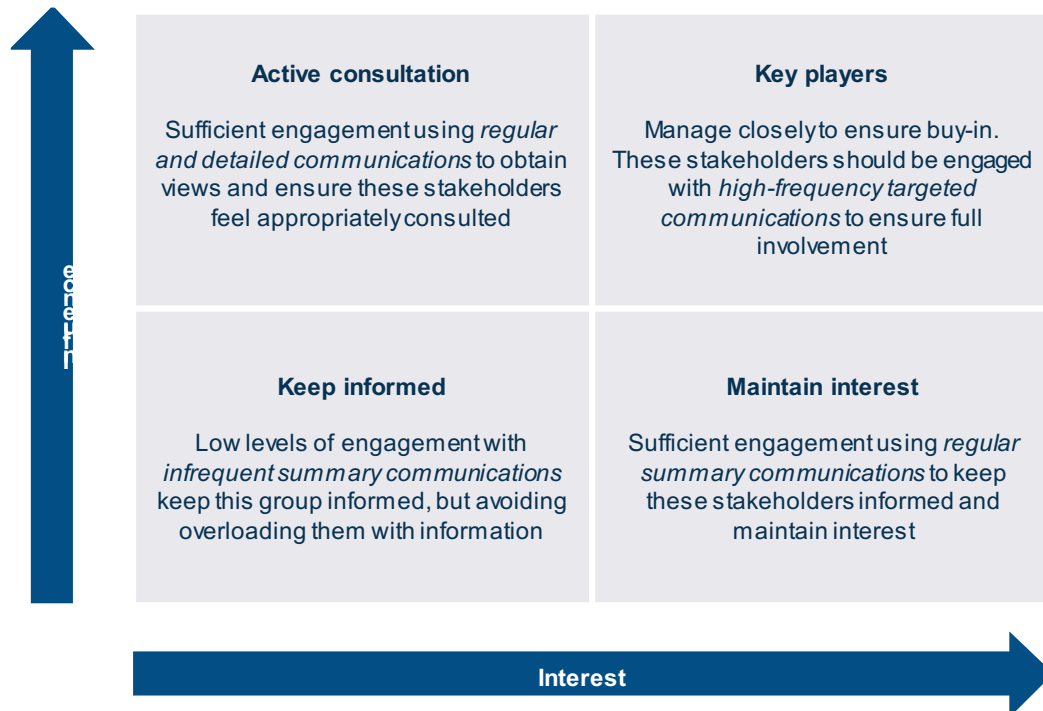 Active consultation
Sufficient engagement using regular
and detailed communications to obtain
views and ensure these stakeholders
feel appropriately consulted
Key players
Manage closely to ensure buy-in.
These stakeholders should be engaged
with high-frequency targeted
communications to ensure full
involvement
Influence
Keep informed
Low levels of engagement with
infrequent summary communications
keep this group informed, but avoiding
overloading them with information
Maintain interest
Sufficient engagement using regular
summary communications to keep
these stakeholders informed and
maintain interest
Interest